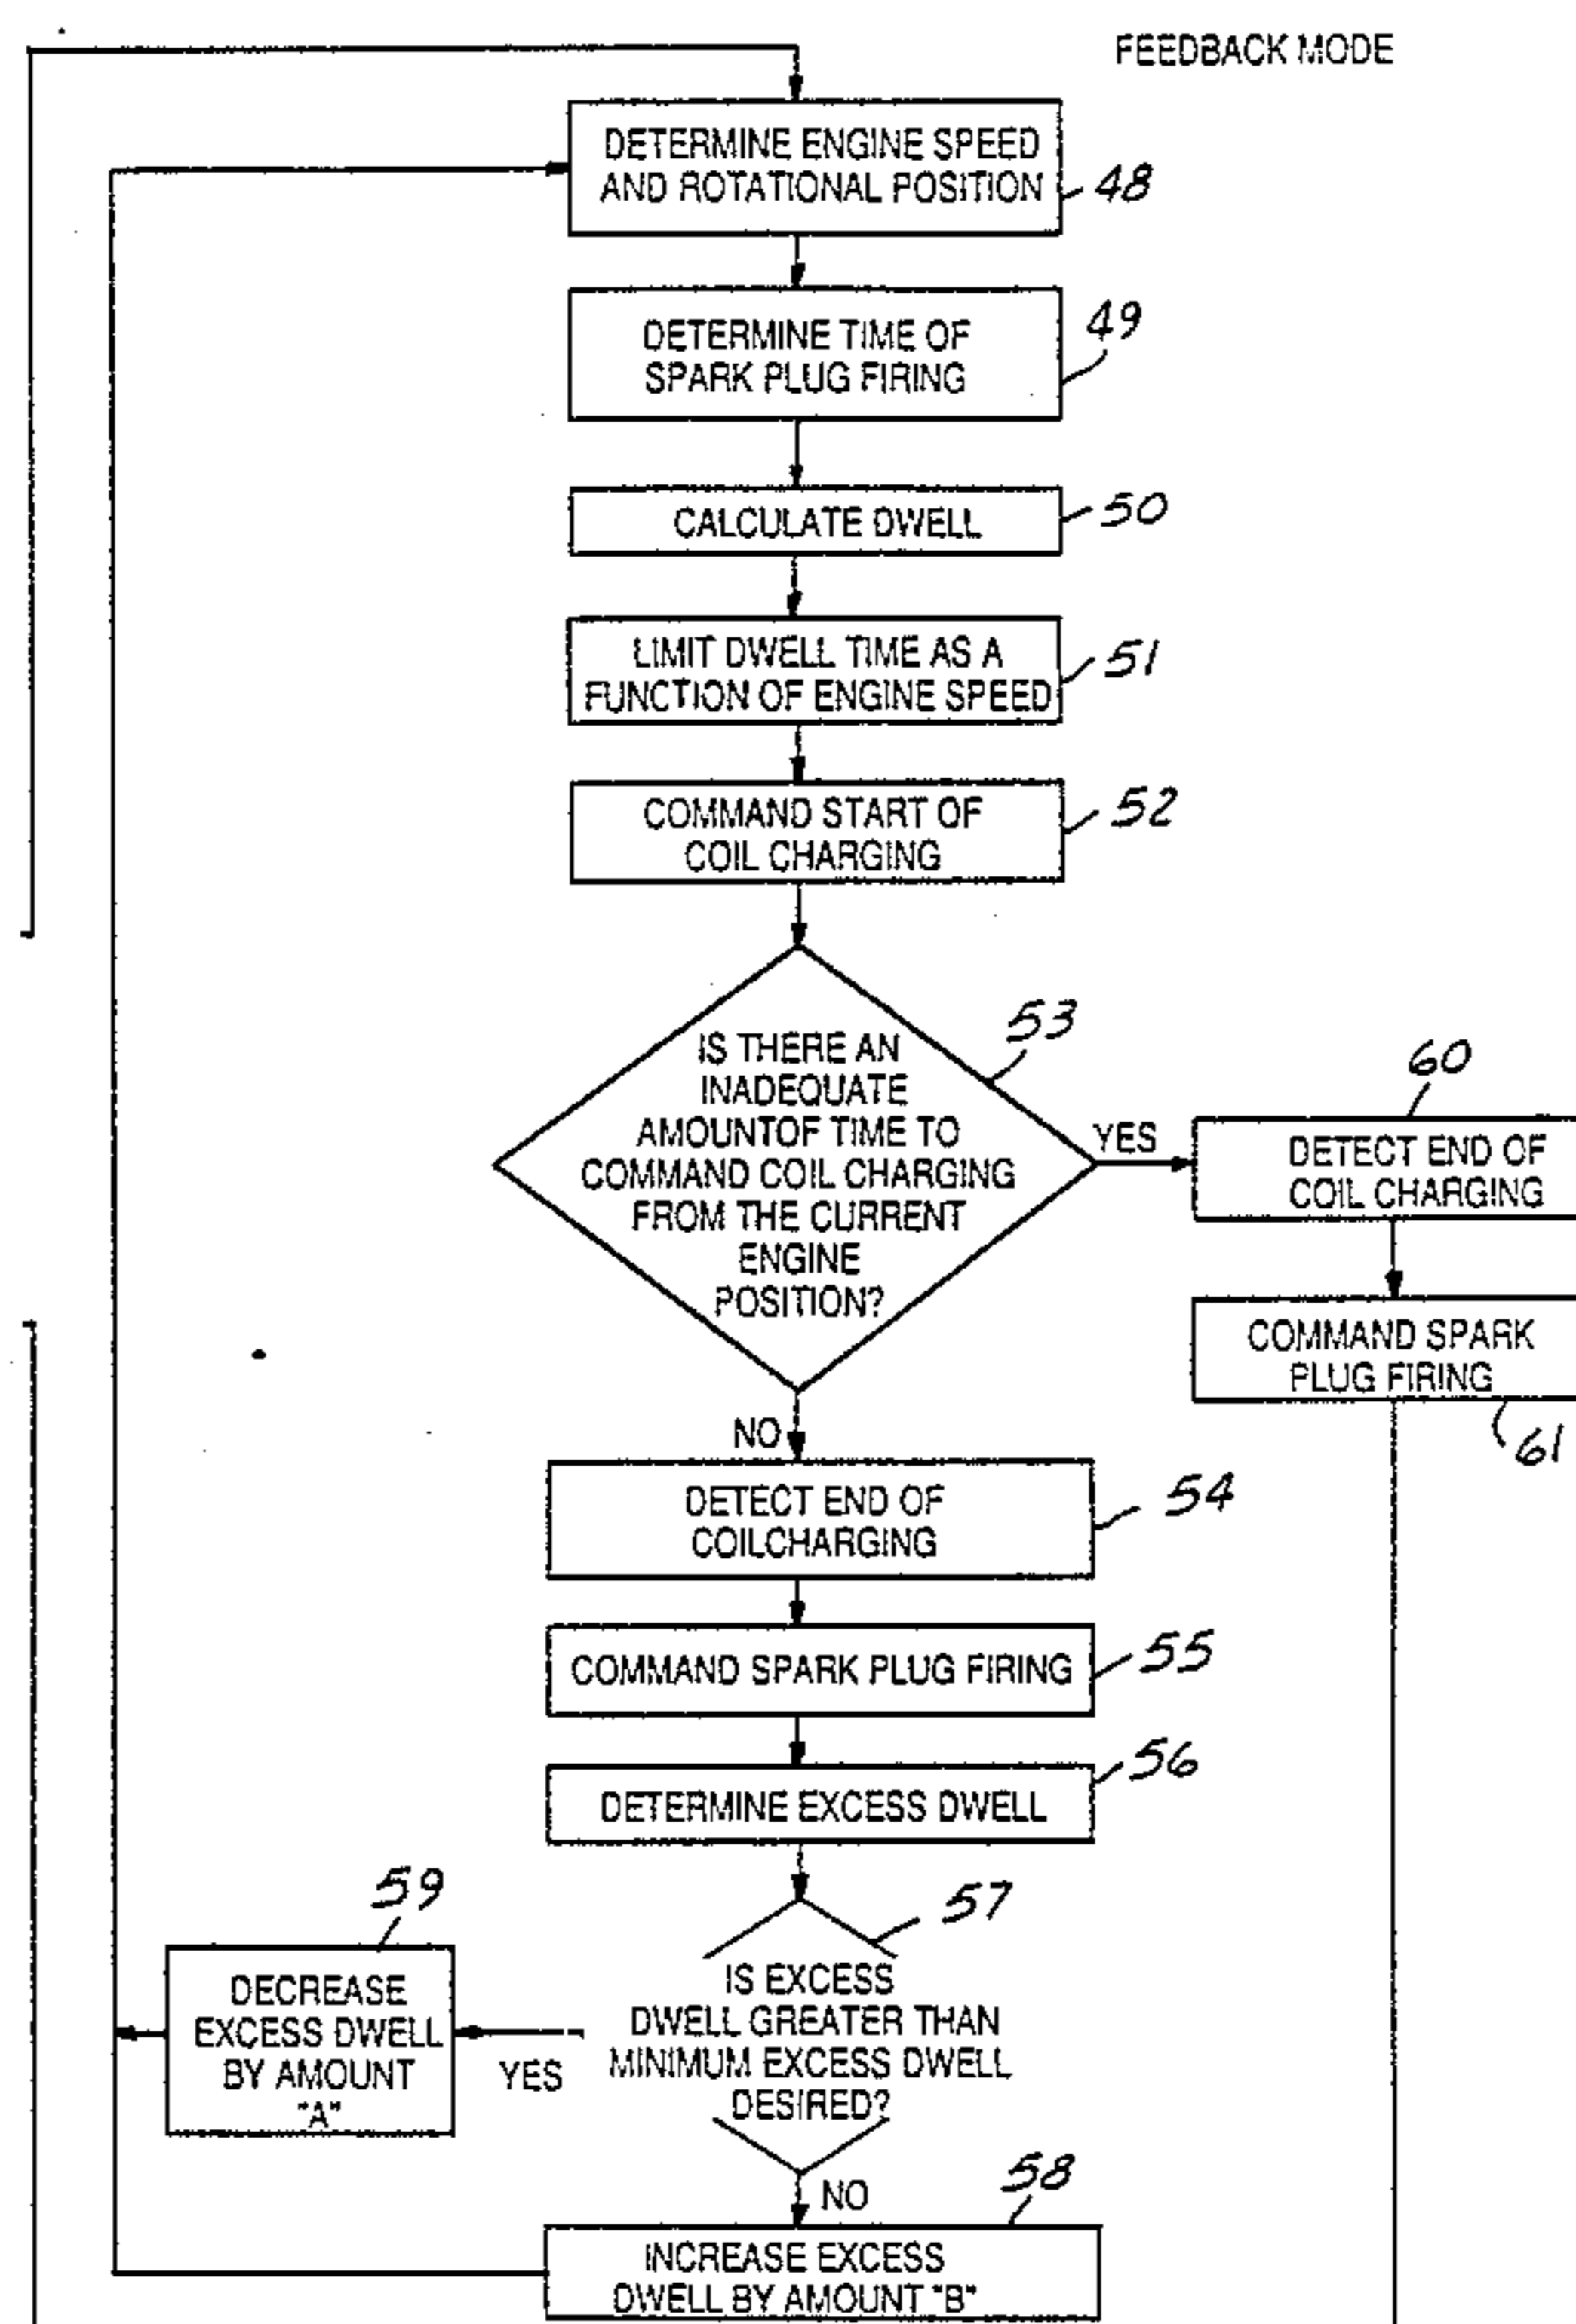 FEEDBACK MODE
DETERMINE ENGINE SPEED
AND ROTATIONAL POSITION
48
DETERMINE TIME OF
SPARK PLUG FIRING
49
CALCULATE DWELL
50
LIMIT DWELL TIME AS A
FUNCTION OF ENGINE SPEED
51
COMMAND START OF
COIL CHARGING
52
IS THERE AN
INADEQUATE
AMOUNTOF TIME TO
COMMAND COIL CHARGING
FROM THE CURRENT
ENGINE
POSITION?
53
YES
60
DETECT END OF
COIL CHARGING
COMMAND SPARK
PLUG FIRING
61
NO
DETECT END OF
COILCHARGING
54
COMMAND SPARK PLUG FIRING
55
DETERMINE EXCESS DWELL
56
57
IS EXCESS
DWELL GREATER THAN
MINIMUM EXCESS DWELL
DESIRED?
YES
59
DECREASE
EXCESS DWELL
BY AMOUNT
"A"
NO
58
INCREASE EXCESS
DWELL BY AMOUNT "B"